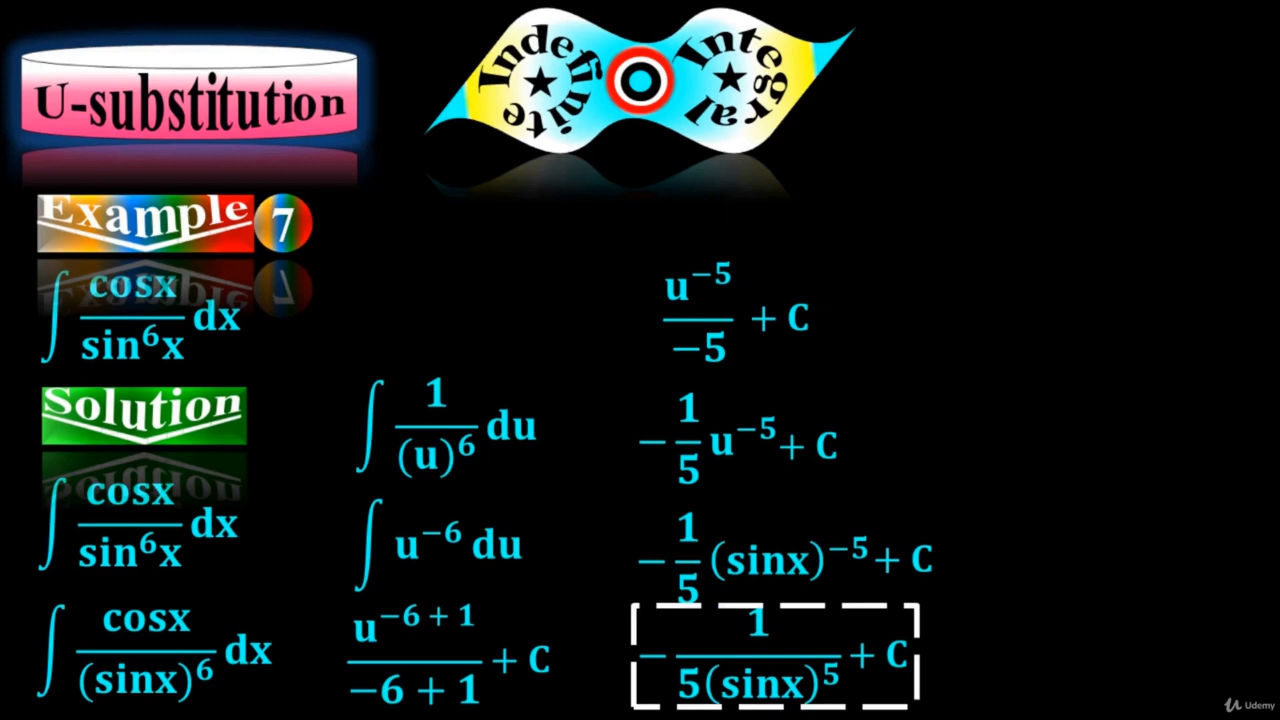 U-substitution
Indefinite Integral
Example 7
∫ cosx/sin⁶x dx
Solution
∫ cosx/sin⁶x dx
∫ cosx/(sinx)⁶ dx
∫ 1/(u)⁶ du
∫ u⁻⁶ du
u⁻⁶⁺¹/−6+1 + C
u⁻⁵/−5 + C
−1/5 u⁻⁵ + C
−1/5 (sinx)⁻⁵ + C
−1/5(sinx)⁵ + C
Udemy